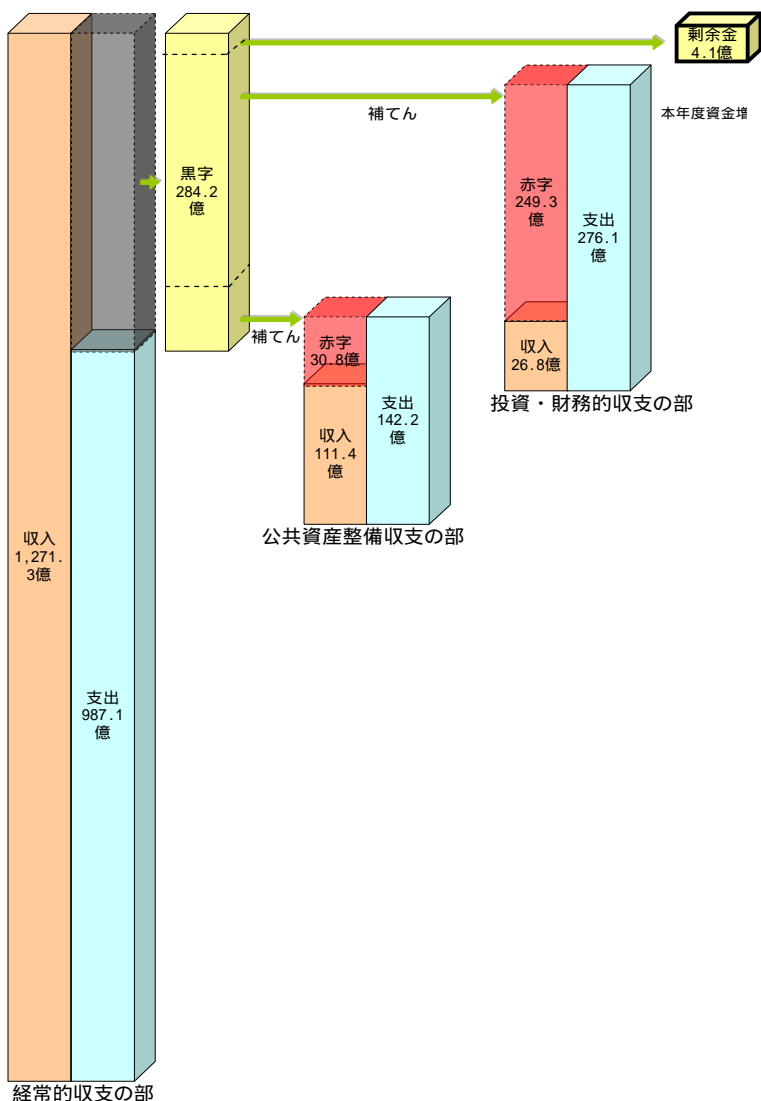 剰余金
4.1億
補てん
本年度資金増
黒字
284.2
億
赤字
249.3
億
支出
276.1
億
補てん
赤字
30.8億
収入
26.8億
支出
142.2
億
投資・財務的収支の部
収入
111.4
億
公共資産整備収支の部
収入
1,271.
3億
支出
987.1
億
経常的収支の部